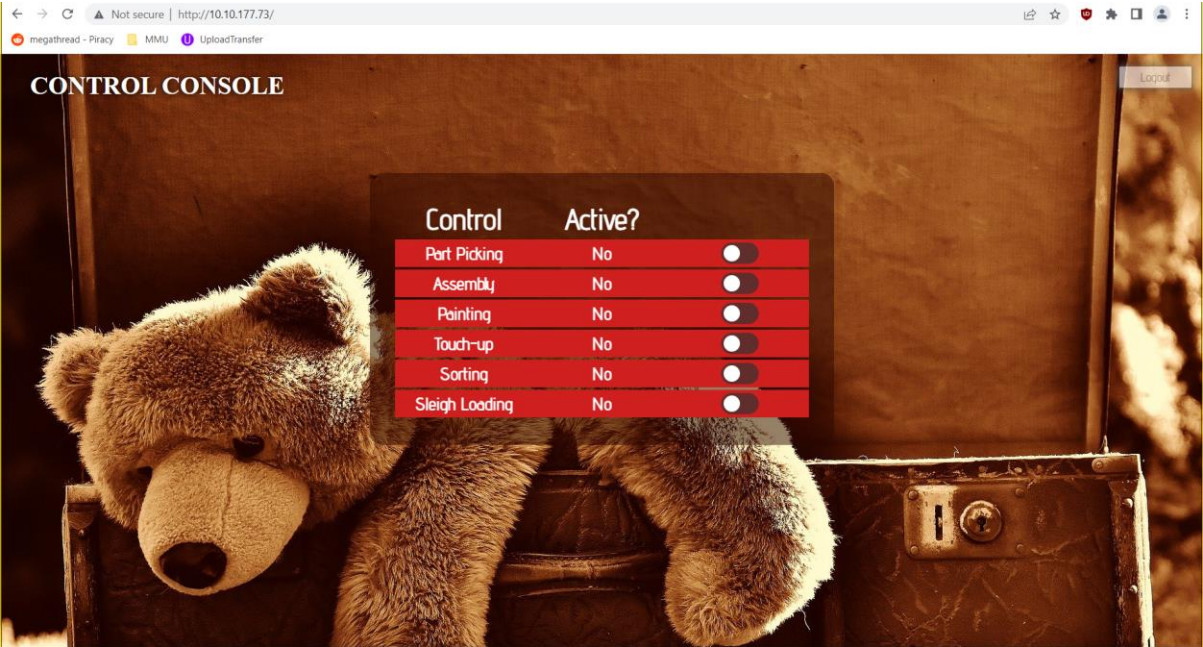 Not secure | http://10.10.177.73/
megathread - Piracy MMU UploadTransfer
CONTROL CONSOLE
Logout
Control Active?
Part Picking No
Assembly No
Painting No
Touch-up No
Sorting No
Sleigh Loading No